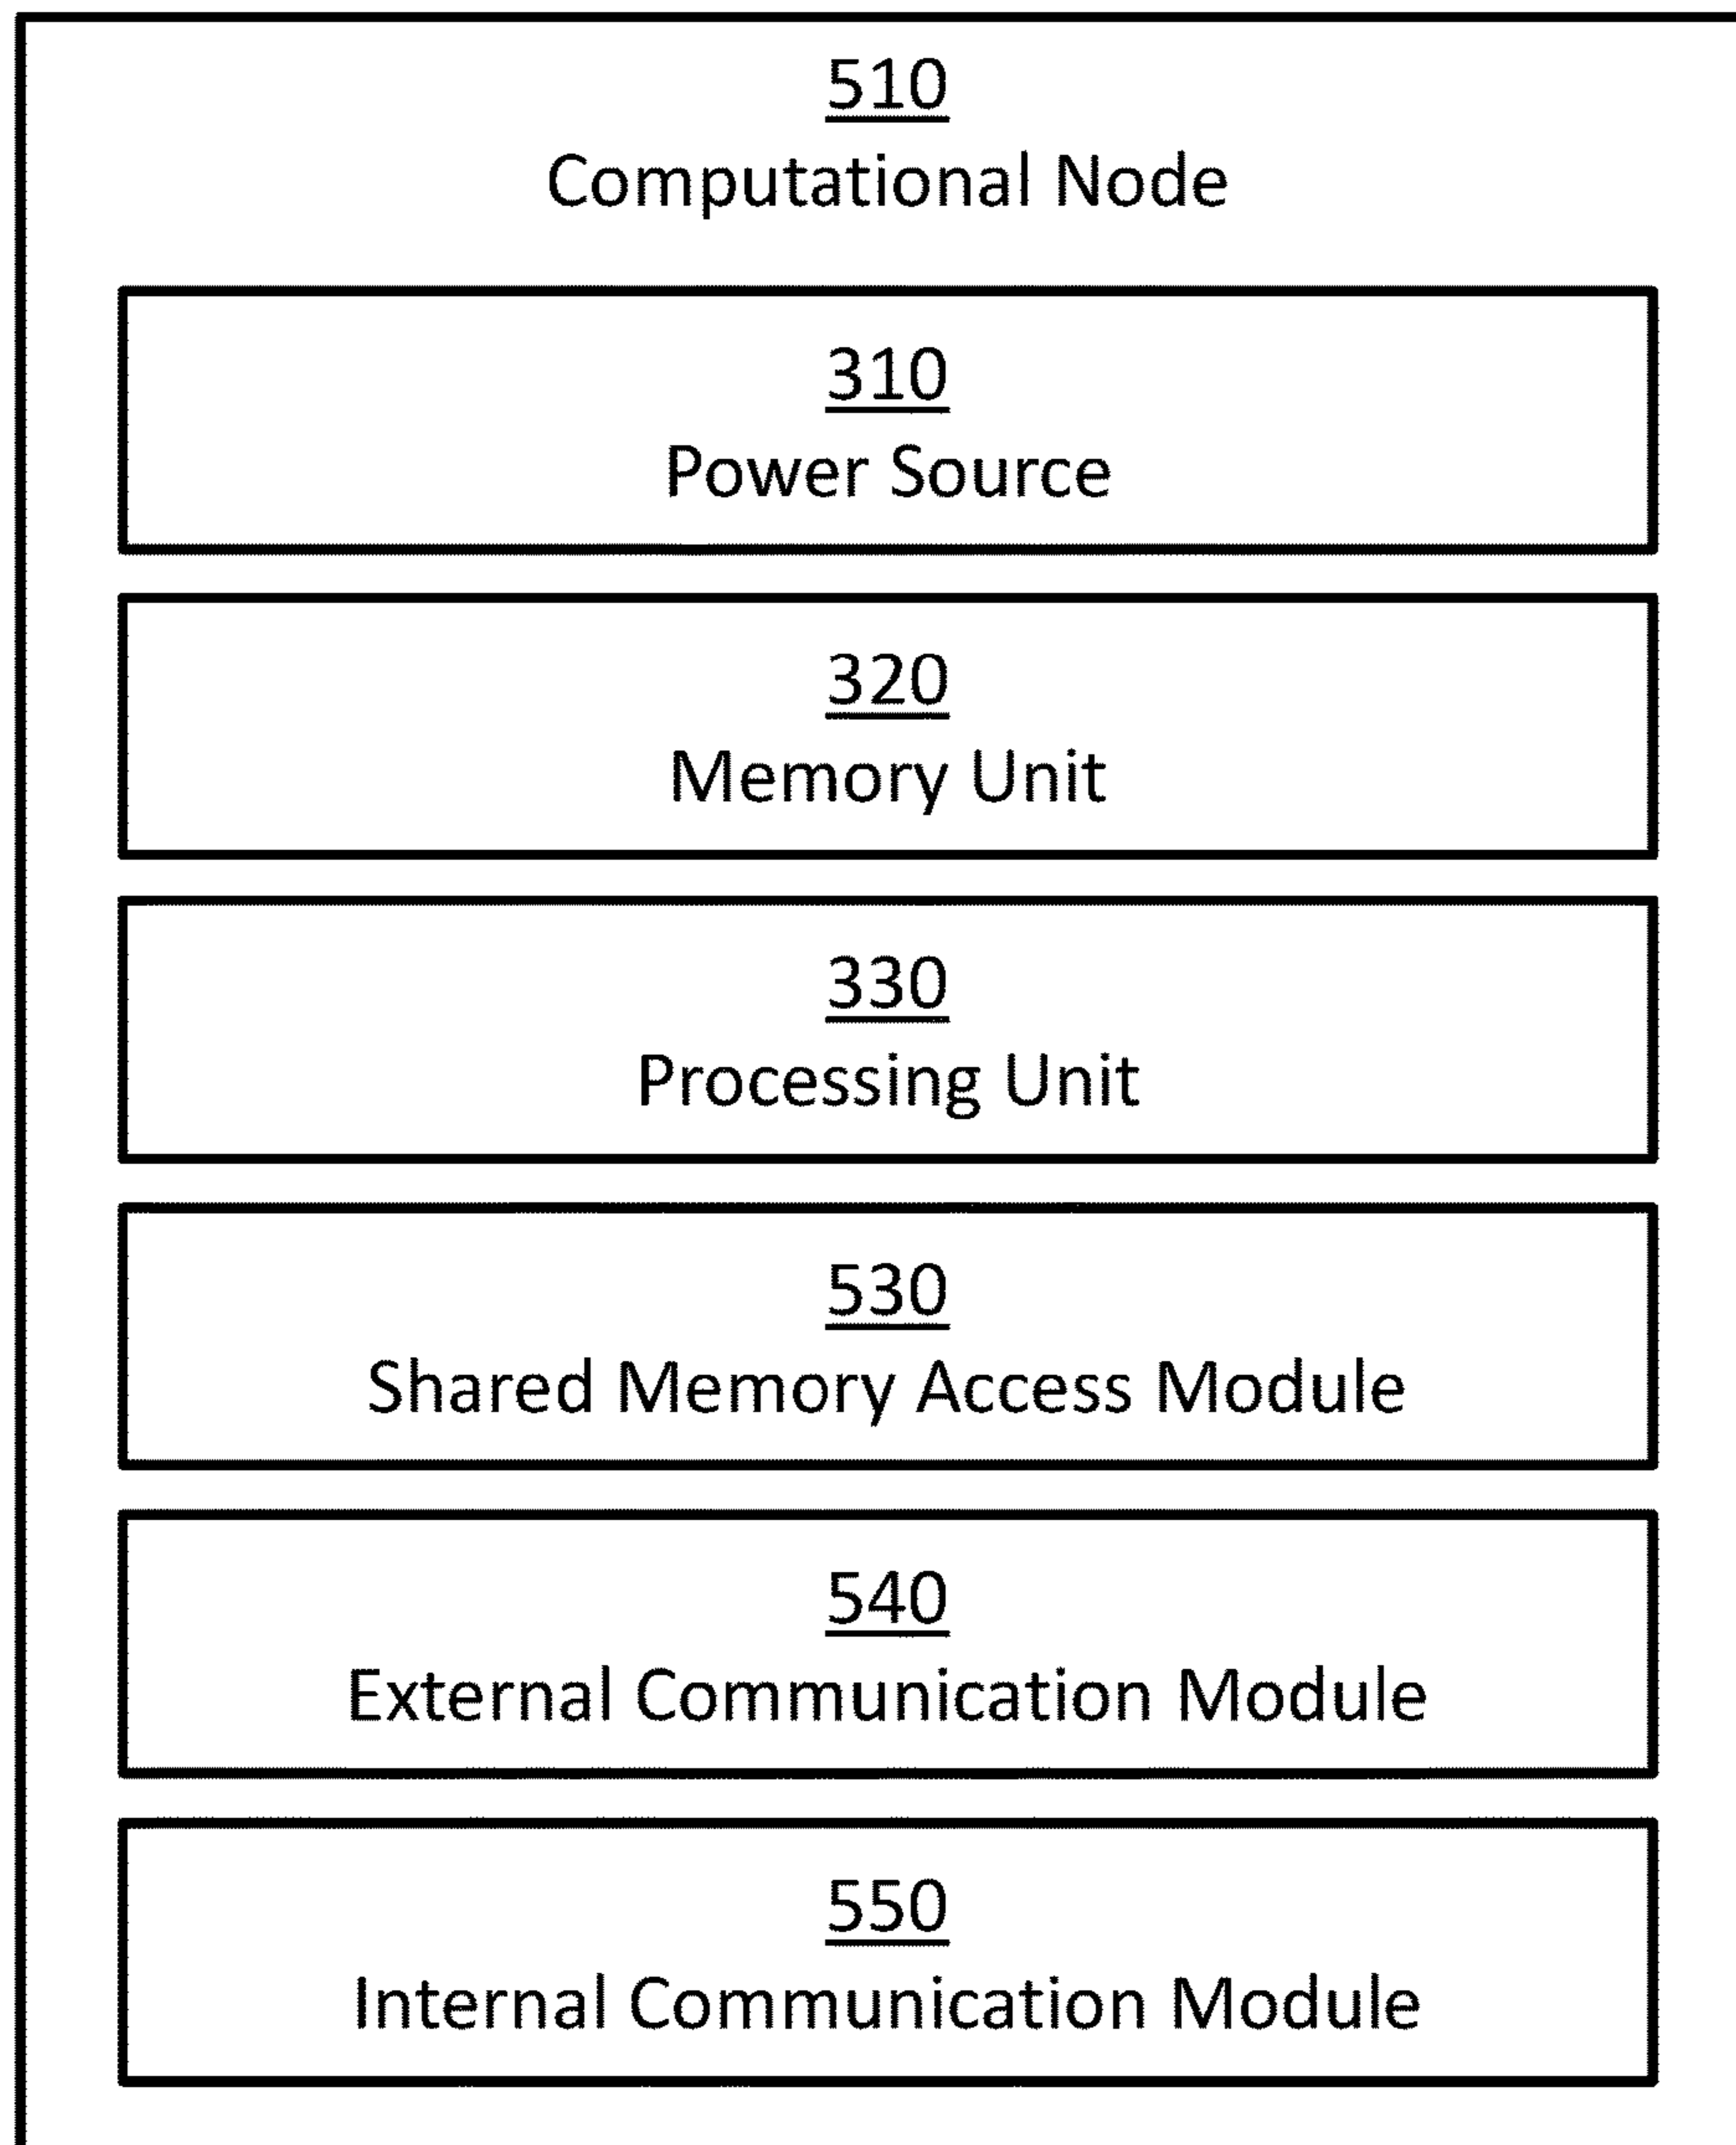 510
Computational Node
310
Power Source
320
Memory Unit
330
Processing Unit
530
Shared Memory Access Module
540
External Communication Module
550
Internal Communication Module